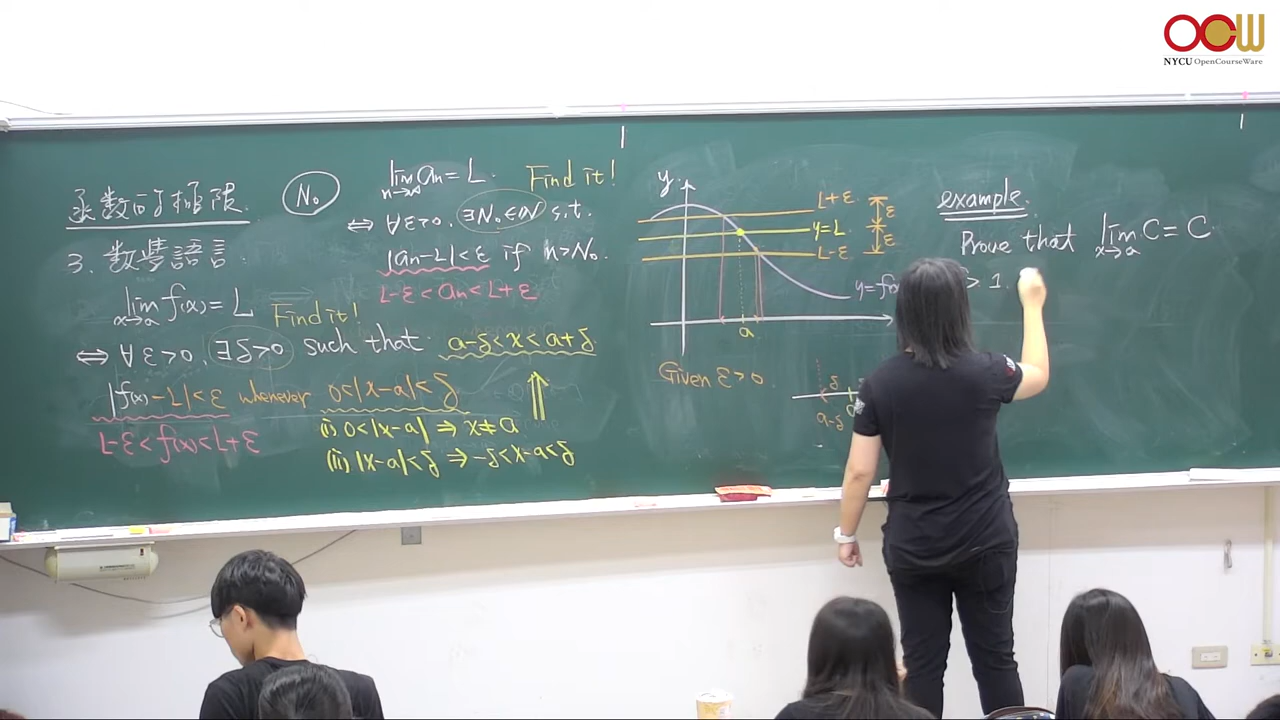 OCW
NYCU OpenCourseWare
函數的極限
3. 數學語言
lim f(x) = L
x→a
Find it!
⇔ ∀ε>0, ∃δ>0 such that a-δ<x<a+δ
|f(x)-L|<ε whenever 0<|x-a|<δ
L-ε<f(x)<L+ε
(i) 0<|x-a| ⇒ x≠a
(ii) |x-a|<δ ⇒ -δ<x-a<δ
N₀
lim an = L.
n→∞
Find it!
⇔ ∀ε>0, ∃N₀∈ℕ s.t.
|an-L|<ε if n>N₀.
L-ε<an<L+ε
y
L+ε
ε
y=L
ε
L-ε
y=f(x)
a
Given ε>0.
δ
a-δ
example.
Prove that lim C = C
x→a
> 1.